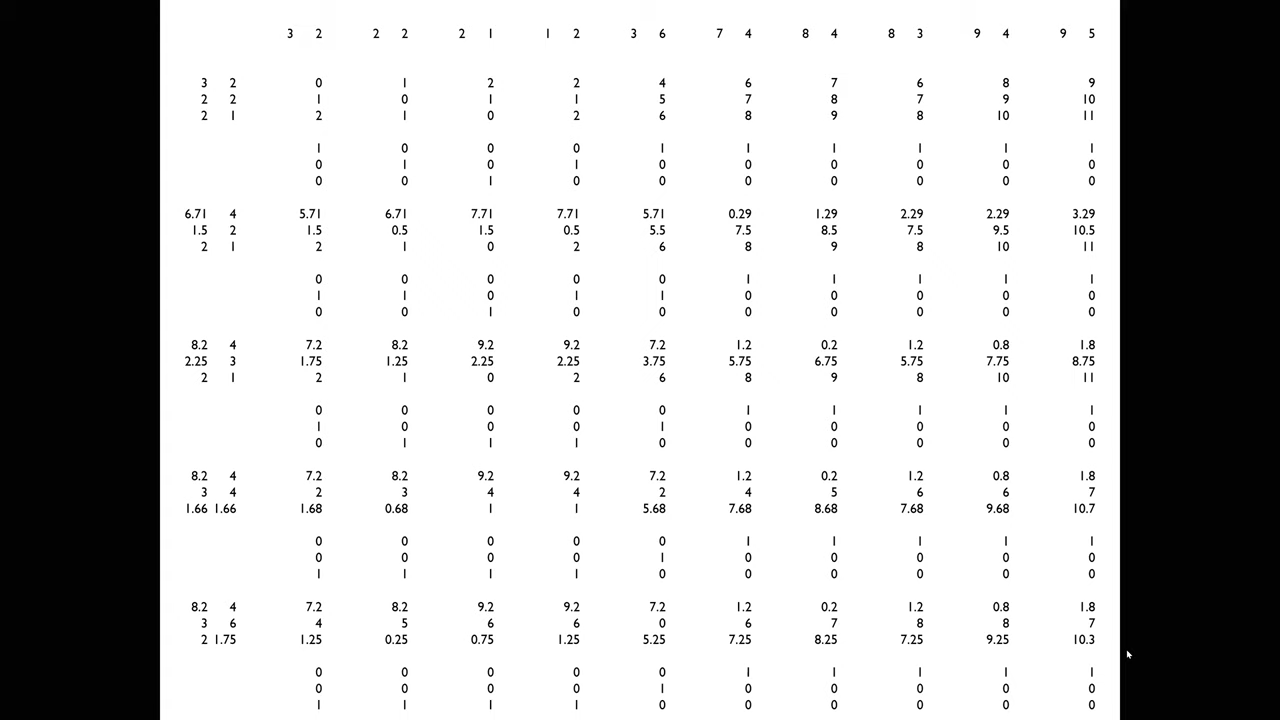 3 2 2 2 2 1 1 2 3 6 7 4 8 4 8 3 9 4 9 5
3 2 0 1 2 2 4 6 7 6 8 9
2 2 1 0 1 1 5 7 8 7 9 10
2 1 2 1 0 2 6 8 9 8 10 11
1 0 0 0 1 1 1 1 1 1
0 1 0 1 0 0 0 0 0 0
0 0 1 0 0 0 0 0 0 0
6.71 4 5.71 6.71 7.71 7.71 5.71 0.29 1.29 2.29 2.29 3.29
1.5 2 1.5 0.5 1.5 0.5 5.5 7.5 8.5 7.5 9.5 10.5
2 1 2 1 0 2 6 8 9 8 10 11
0 0 0 0 0 1 1 1 1 1
1 1 0 1 1 0 0 0 0 0
0 0 1 0 0 0 0 0 0 0
8.2 4 7.2 8.2 9.2 9.2 7.2 1.2 0.2 1.2 0.8 1.8
2.25 3 1.75 1.25 2.25 2.25 3.75 5.75 6.75 5.75 7.75 8.75
2 1 2 1 0 2 6 8 9 8 10 11
0 0 0 0 0 1 1 1 1 1
1 0 0 0 1 0 0 0 0 0
0 1 1 1 0 0 0 0 0 0
8.2 4 7.2 8.2 9.2 9.2 7.2 1.2 0.2 1.2 0.8 1.8
3 4 2 3 4 4 2 4 5 6 6 7
1.66 1.66 1.68 0.68 1 1 5.68 7.68 8.68 7.68 9.68 10.7
0 0 0 0 0 1 1 1 1 1
0 0 0 0 1 0 0 0 0 0
1 1 1 1 0 0 0 0 0 0
8.2 4 7.2 8.2 9.2 9.2 7.2 1.2 0.2 1.2 0.8 1.8
3 6 4 5 6 6 0 6 7 8 8 7
2 1.75 1.25 0.25 0.75 1.25 5.25 7.25 8.25 7.25 9.25 10.3
0 0 0 0 0 1 1 1 1 1
0 0 0 0 1 0 0 0 0 0
1 1 1 1 0 0 0 0 0 0